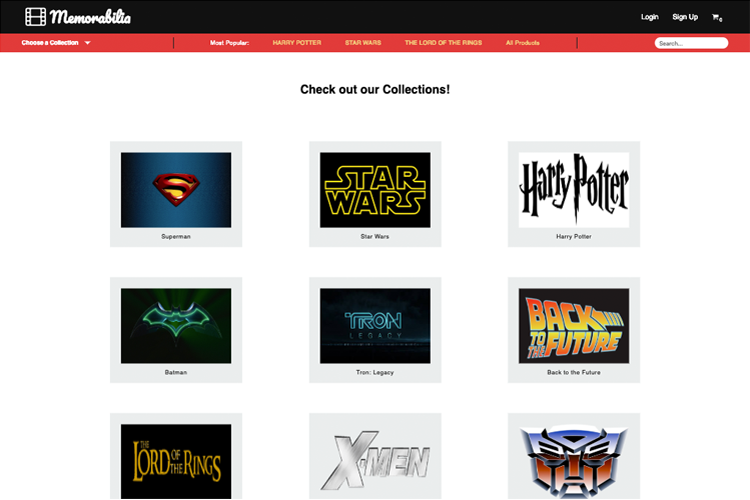 Memorabilia
Login Sign Up 0
Choose a Collection Most Popular: HARRY POTTER STAR WARS THE LORD OF THE RINGS All Products Search...
Check out our Collections!
STAR
WARS
Harry Potter
Superman Star Wars Harry Potter
TRON
LEGACY
BACK
TO THE
FUTURE
Batman Tron: Legacy Back to the Future
THE
LORD OF THE RINGS
X-MEN